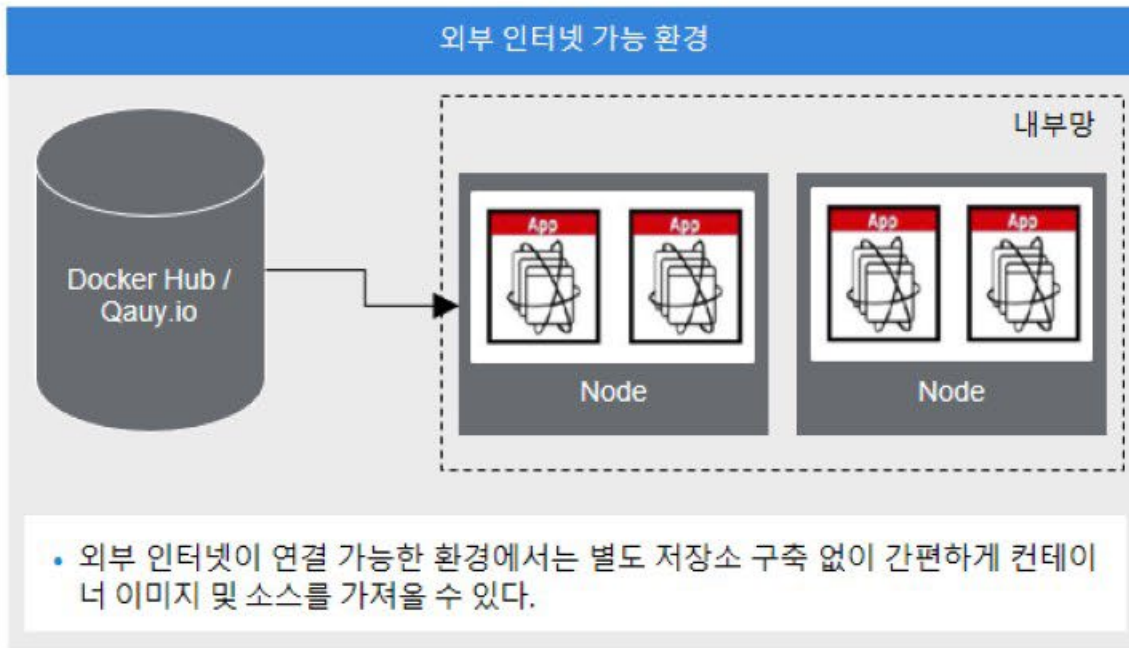 외부 인터넷 가능 환경
내부망
Docker Hub /
Qauy.io
App
App
App
App
Node
Node
• 외부 인터넷이 연결 가능한 환경에서는 별도 저장소 구축 없이 간편하게 컨테이
너 이미지 및 소스를 가져올 수 있다.